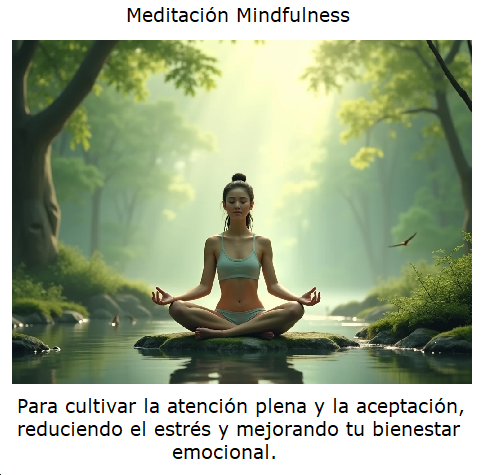 Meditación Mindfulness
Para cultivar la atención plena y la aceptación,
reduciendo el estrés y mejorando tu bienestar
emocional.